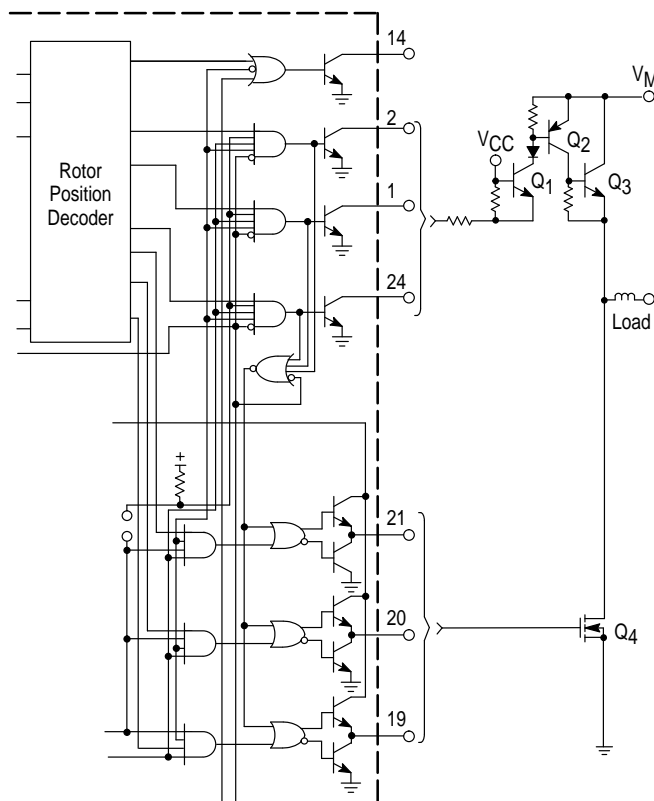 14
2
1
24
Rotor
Position
Decoder
VCC
VM
Q1
Q2
Q3
Load
+
21
20
19
Q4